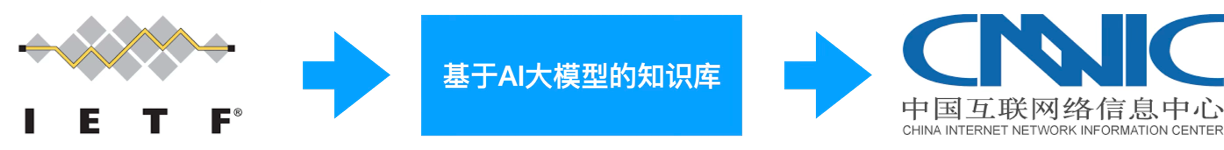 IETF®
基于AI大模型的知识库
CNNIC
中国互联网络信息中心
CHINA INTERNET NETWORK INFORMATION CENTER